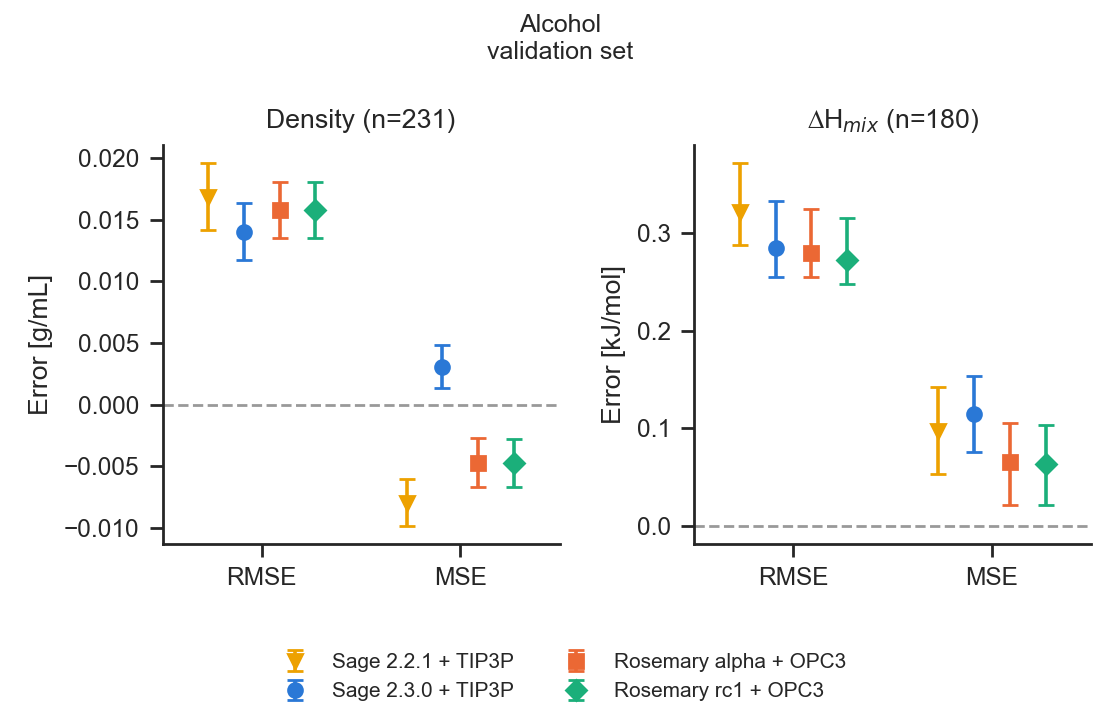 Alcohol
validation set
Density (n=231)
ΔH_mix (n=180)
Error [g/mL]
0.020
0.015
0.010
0.005
0.000
−0.005
−0.010
RMSE
MSE
Error [kJ/mol]
0.3
0.2
0.1
0.0
RMSE
MSE
Sage 2.2.1 + TIP3P
Sage 2.3.0 + TIP3P
Rosemary alpha + OPC3
Rosemary rc1 + OPC3